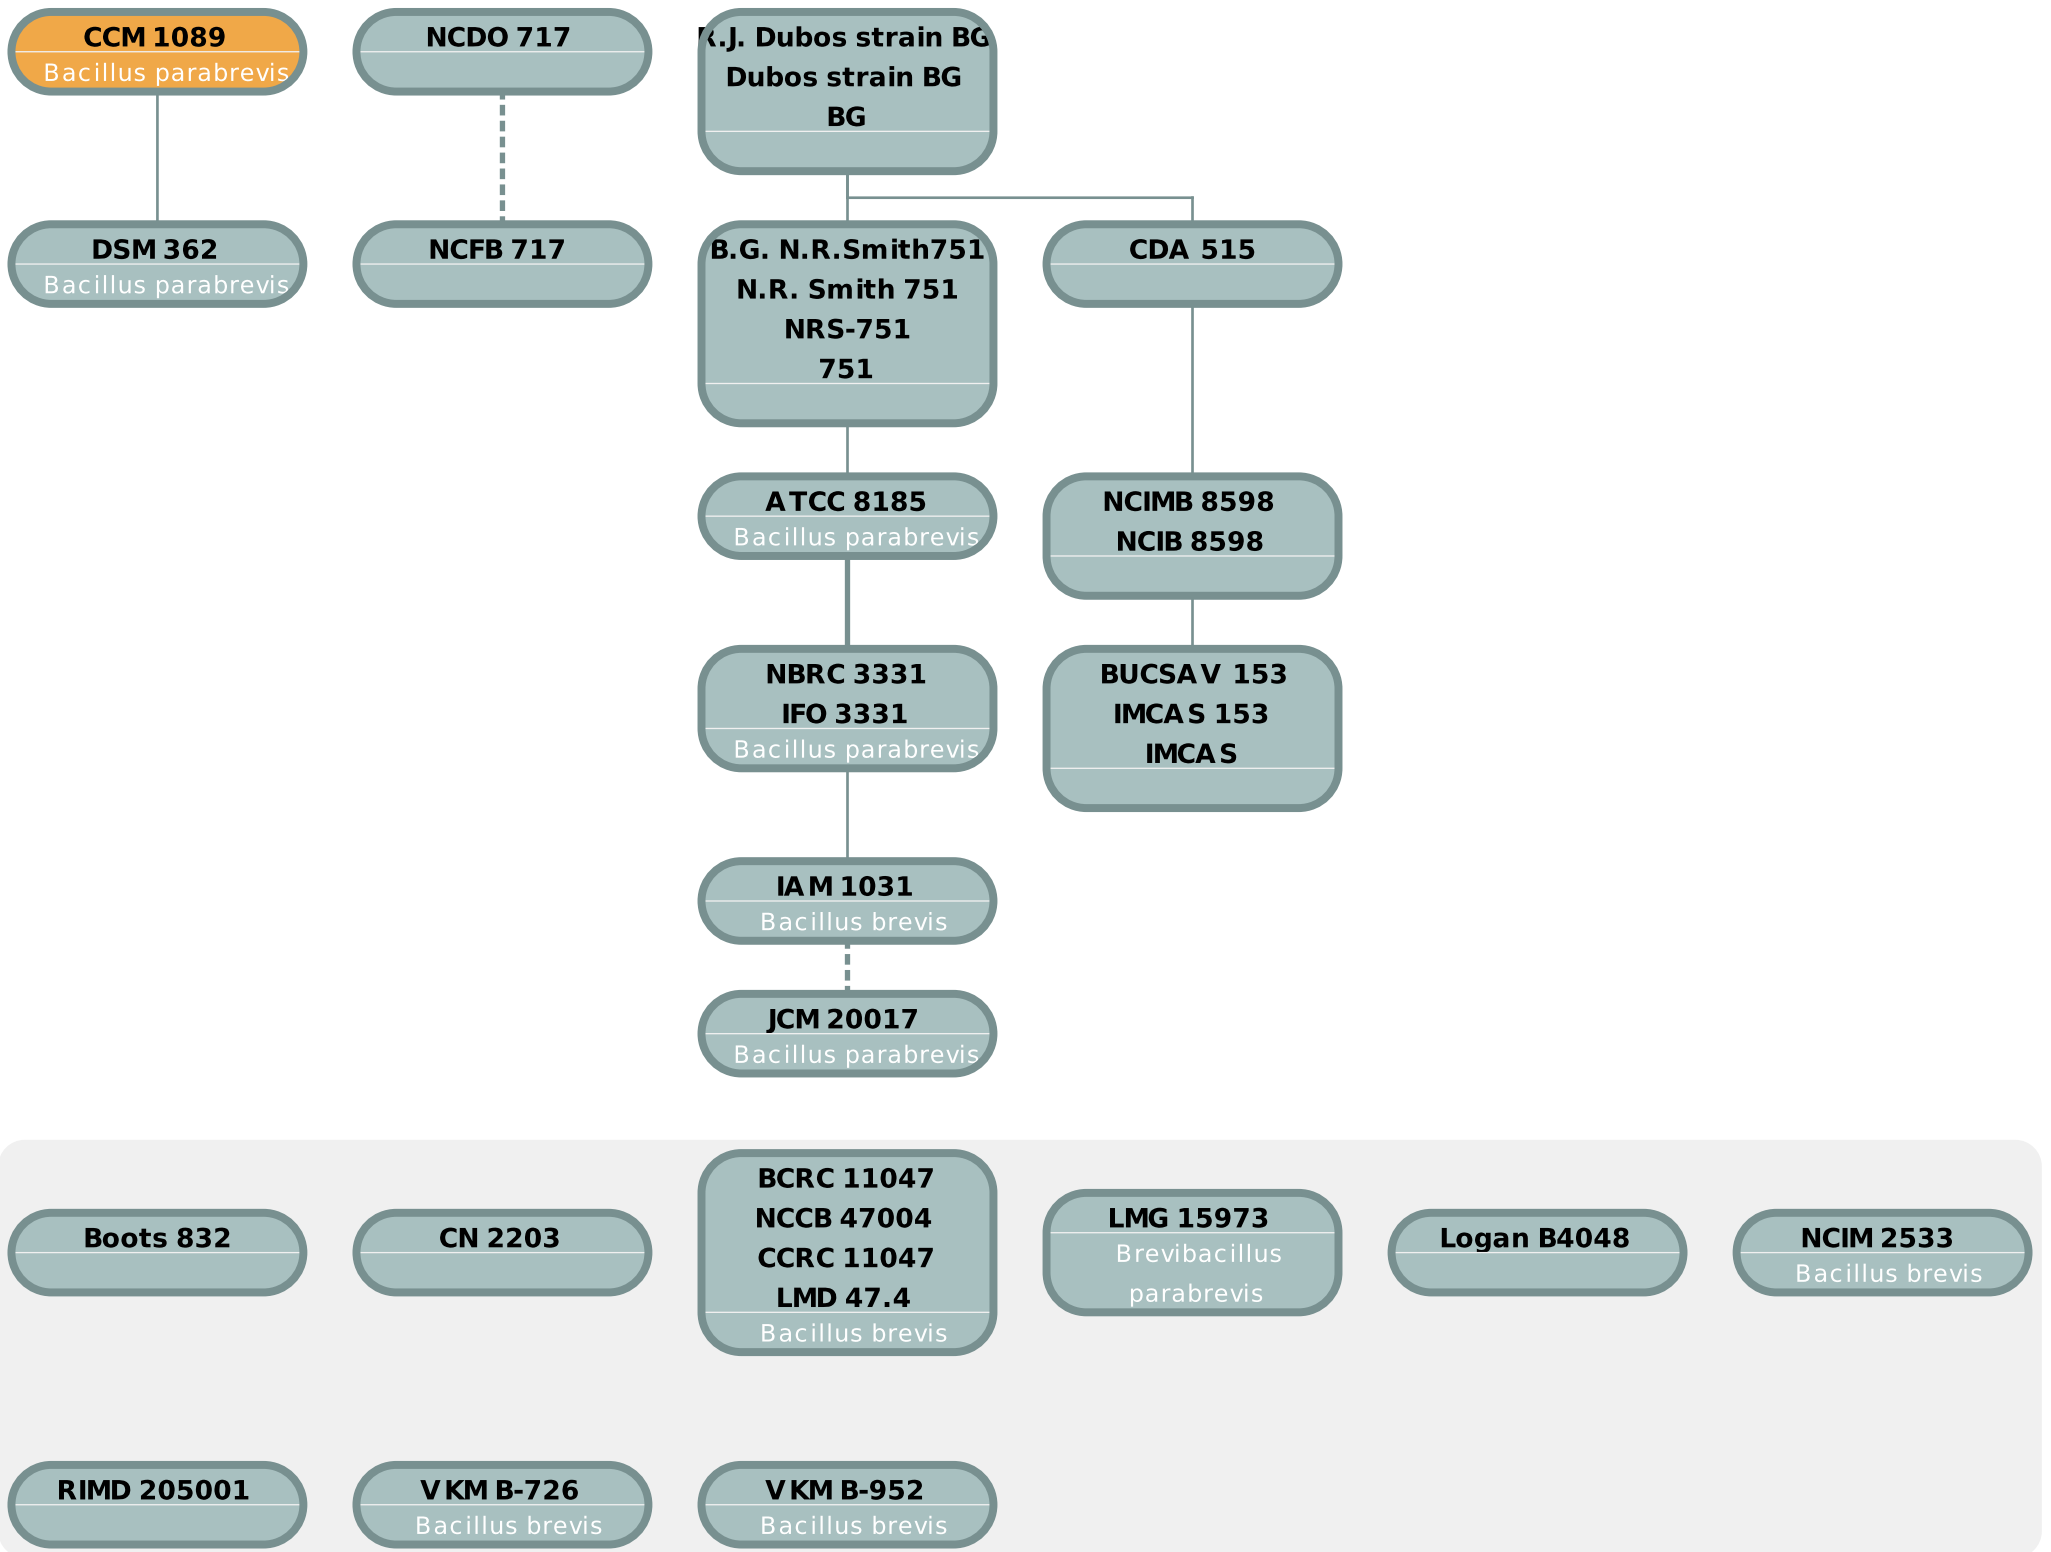 CCM 1089
Bacillus parabrevis
NCDO 717
R.J. Dubos strain BG
Dubos strain BG
BG
DSM 362
Bacillus parabrevis
NCFB 717
B.G. N.R.Smith751
N.R. Smith 751
NRS-751
751
CDA 515
ATCC 8185
Bacillus parabrevis
NCIMB 8598
NCIB 8598
NBRC 3331
IFO 3331
Bacillus parabrevis
BUCSAV 153
IMCAS 153
IMCAS
IAM 1031
Bacillus brevis
JCM 20017
Bacillus parabrevis
Boots 832
CN 2203
BCRC 11047
NCCB 47004
CCRC 11047
LMD 47.4
Bacillus brevis
LMG 15973
Brevibacillus
parabrevis
Logan B4048
NCIM 2533
Bacillus brevis
RIMD 205001
VKM B-726
Bacillus brevis
VKM B-952
Bacillus brevis